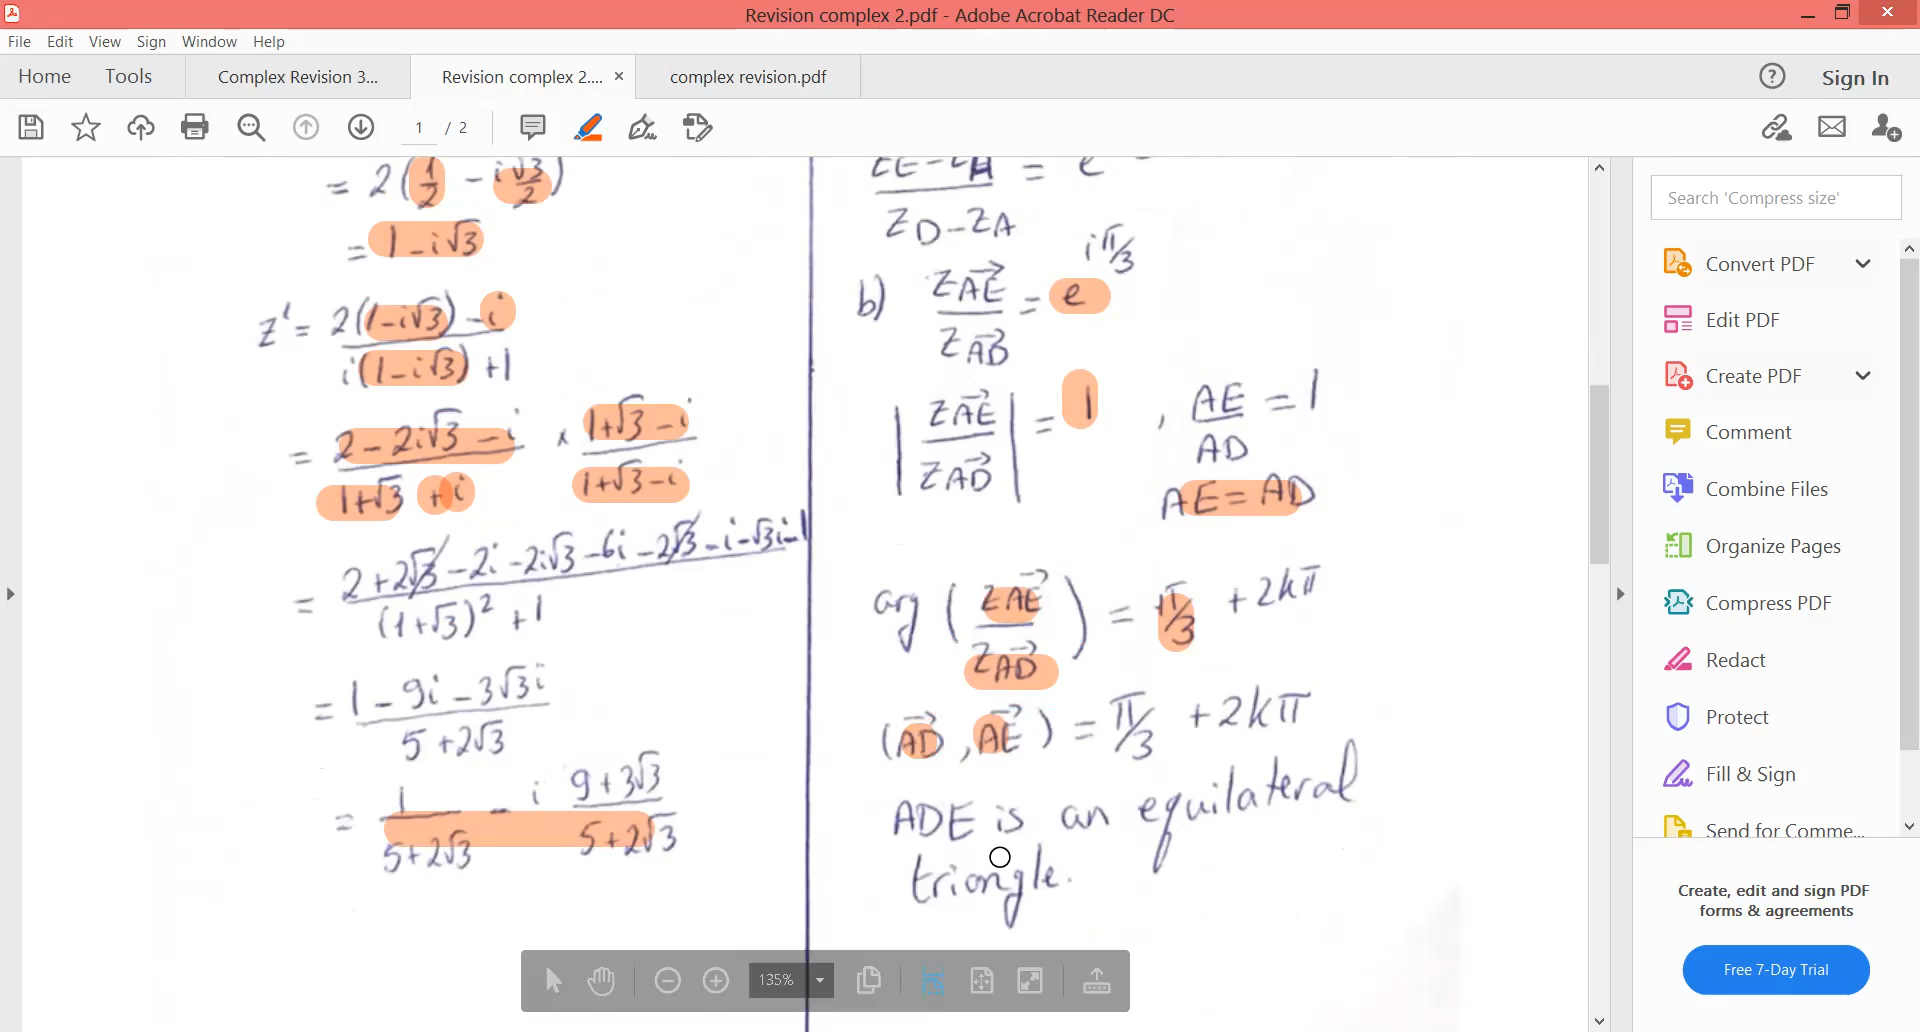 Revision complex 2.pdf - Adobe Acrobat Reader DC
File Edit View Sign Window Help
Home Tools Complex Revision 3... Revision complex 2.... × complex revision.pdf
? Sign In
1 / 2
= 2(1/2 - i√3/2)
= 1 - i√3
z' = (2(1-i√3) - i) / (i(1-i√3) + 1)
= (2 - 2i√3 - i) / (1+√3 + i) × (1+√3 - i) / (1+√3 - i)
= (2 + 2√3 - 2i - 2i√3 - 6i - 2√3 - i - √3i - 1) / ((1+√3)² + 1)
= (1 - 9i - 3√3i) / (5 + 2√3)
= 1 / (5+2√3) - i (9+3√3) / (5+2√3)
(ZE - ZA) / (ZD - ZA) = e
b) ZAE→ / ZAD→ = e^(iπ/3)
|ZAE→ / ZAD→| = 1 , AE/AD = 1
AE = AD
arg (ZAE→ / ZAD→) = π/3 + 2kπ
(AD→, AE→) = π/3 + 2kπ
ADE is an equilateral
triangle.
135%
Search 'Compress size'
Convert PDF
Edit PDF
Create PDF
Comment
Combine Files
Organize Pages
Compress PDF
Redact
Protect
Fill & Sign
Send for Comme...
Create, edit and sign PDF
forms & agreements
Free 7-Day Trial